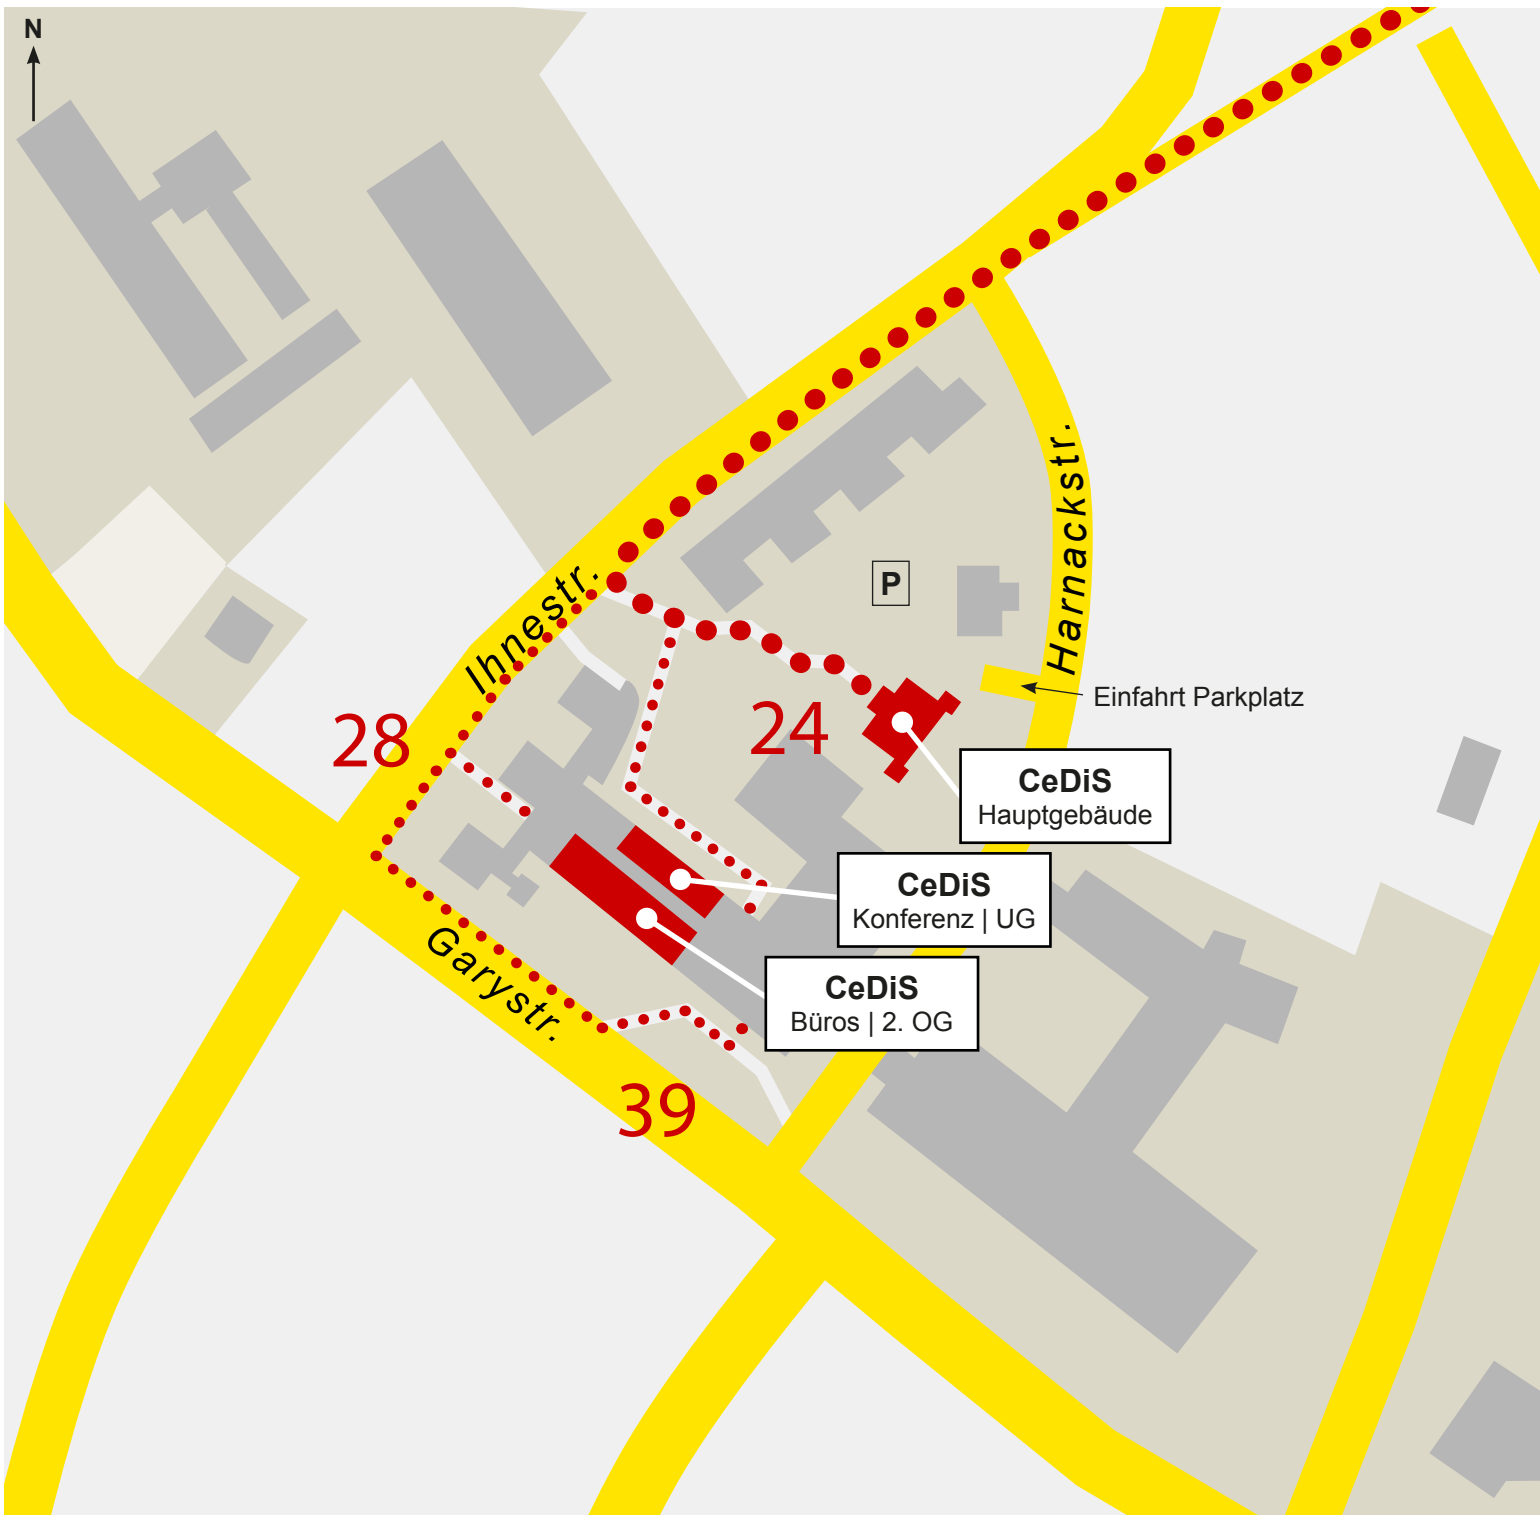 N
Ihnestr.
Harnackstr.
P
Einfahrt Parkplatz
28
24
CeDiS
Hauptgebäude
CeDiS
Konferenz | UG
Garystr.
CeDiS
Büros | 2. OG
39